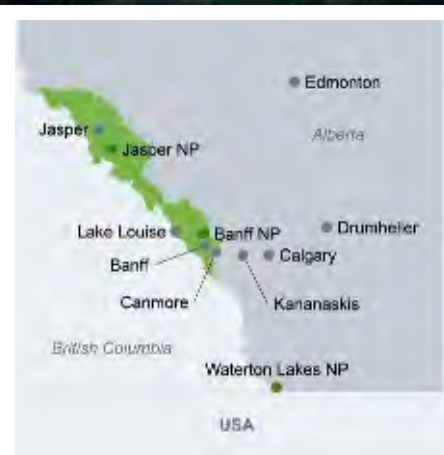 Edmonton
Alberta
Jasper
Jasper NP
Lake Louise
Banff NP
Drumheller
Banff
Calgary
Canmore
Kananaskis
British Columbia
Waterton Lakes NP
USA